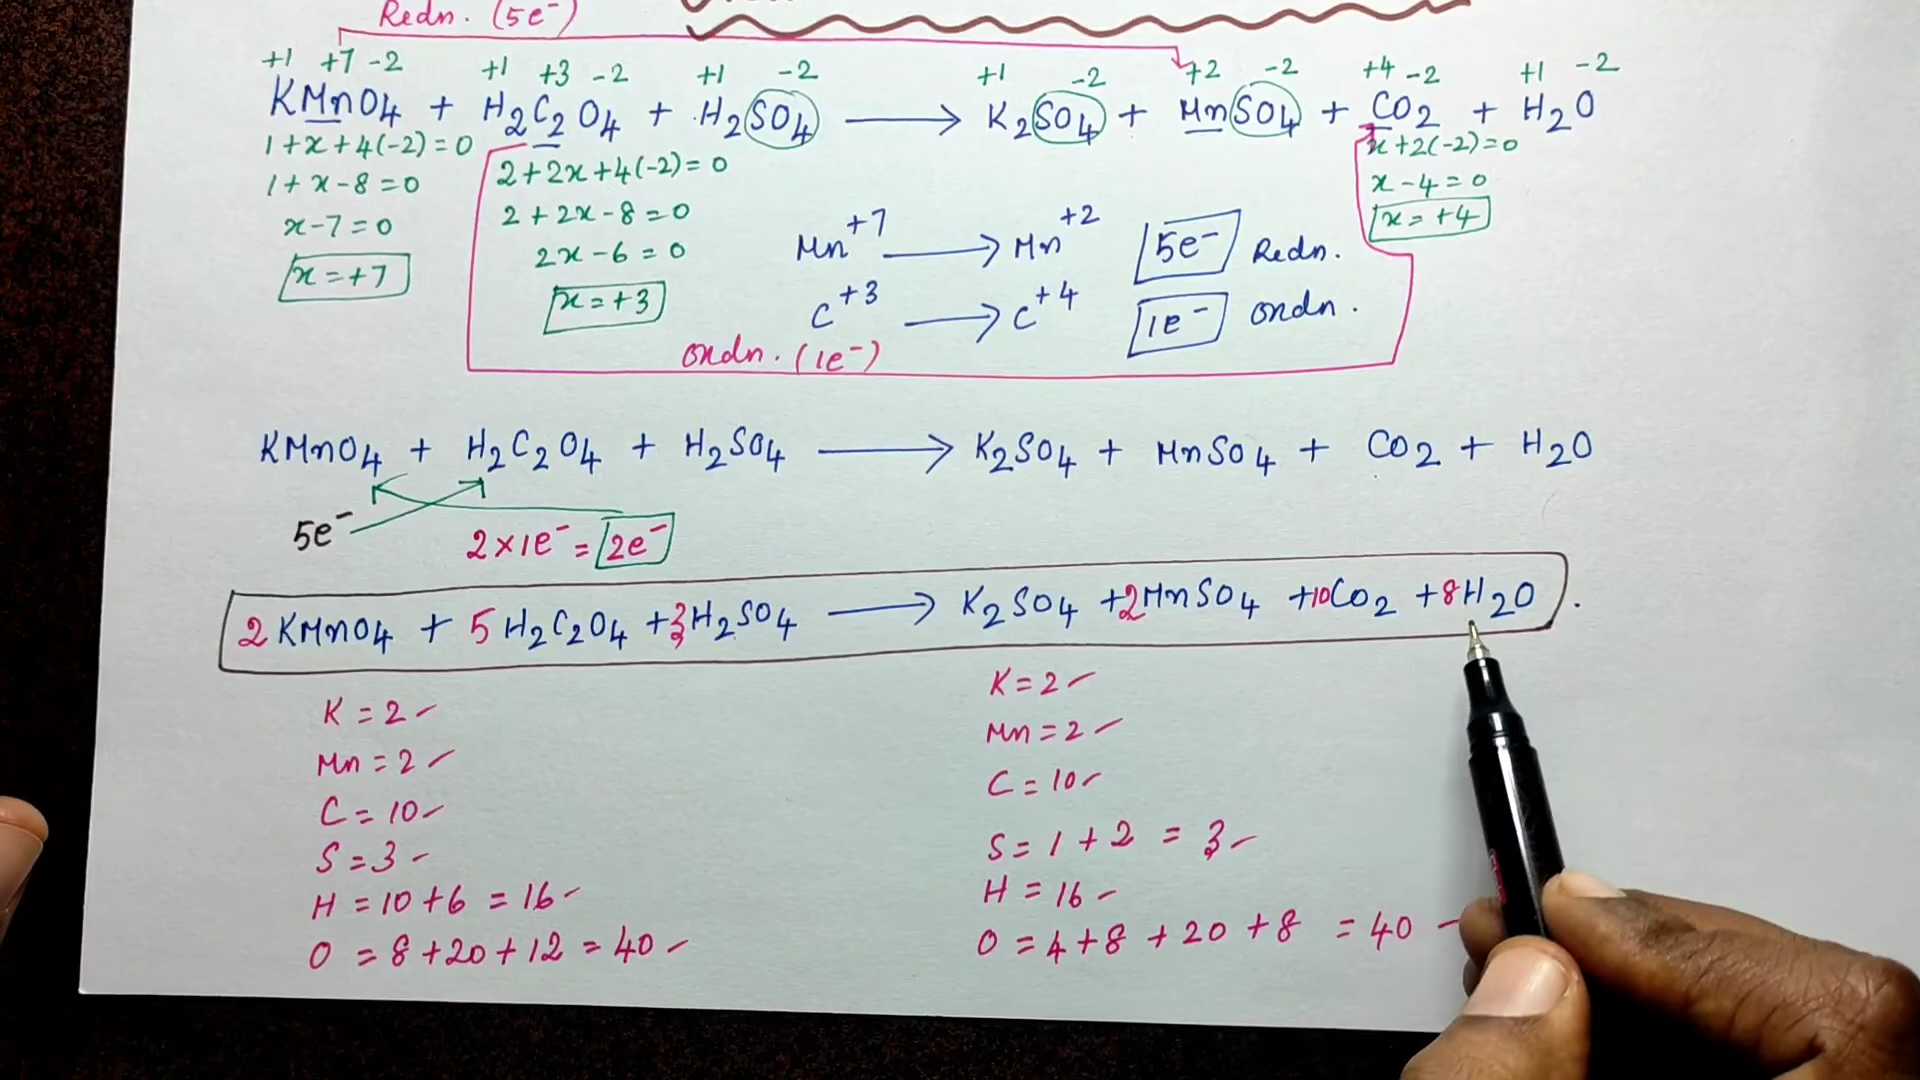 Redn. (5e⁻)
+1 +7 -2 +1 +3 -2 +1 -2 +1 -2 +2 -2 +4 -2 +1 -2
KMnO4 + H2C2O4 + H2SO4 ⟶ K2SO4 + MnSO4 + CO2 + H2O
1+x+4(-2)=0
1+x-8=0
x-7=0
x=+7
2+2x+4(-2)=0
2+2x-8=0
2x-6=0
x=+3
Mn⁺⁷ ⟶ Mn⁺² 5e⁻ Redn.
C⁺³ ⟶ C⁺⁴ 1e⁻ oxdn.
x+2(-2)=0
x-4=0
x=+4
oxdn. (1e⁻)
KMnO4 + H2C2O4 + H2SO4 ⟶ K2SO4 + MnSO4 + CO2 + H2O
5e⁻ 2×1e⁻ = 2e⁻
2KMnO4 + 5H2C2O4 + 3H2SO4 ⟶ K2SO4 + 2MnSO4 + 10CO2 + 8H2O.
K = 2
Mn = 2
C = 10
S = 3
H = 10+6 = 16
O = 8+20+12 = 40
K = 2
Mn = 2
C = 10
S = 1+2 = 3
H = 16
O = 4+8+20+8 = 40